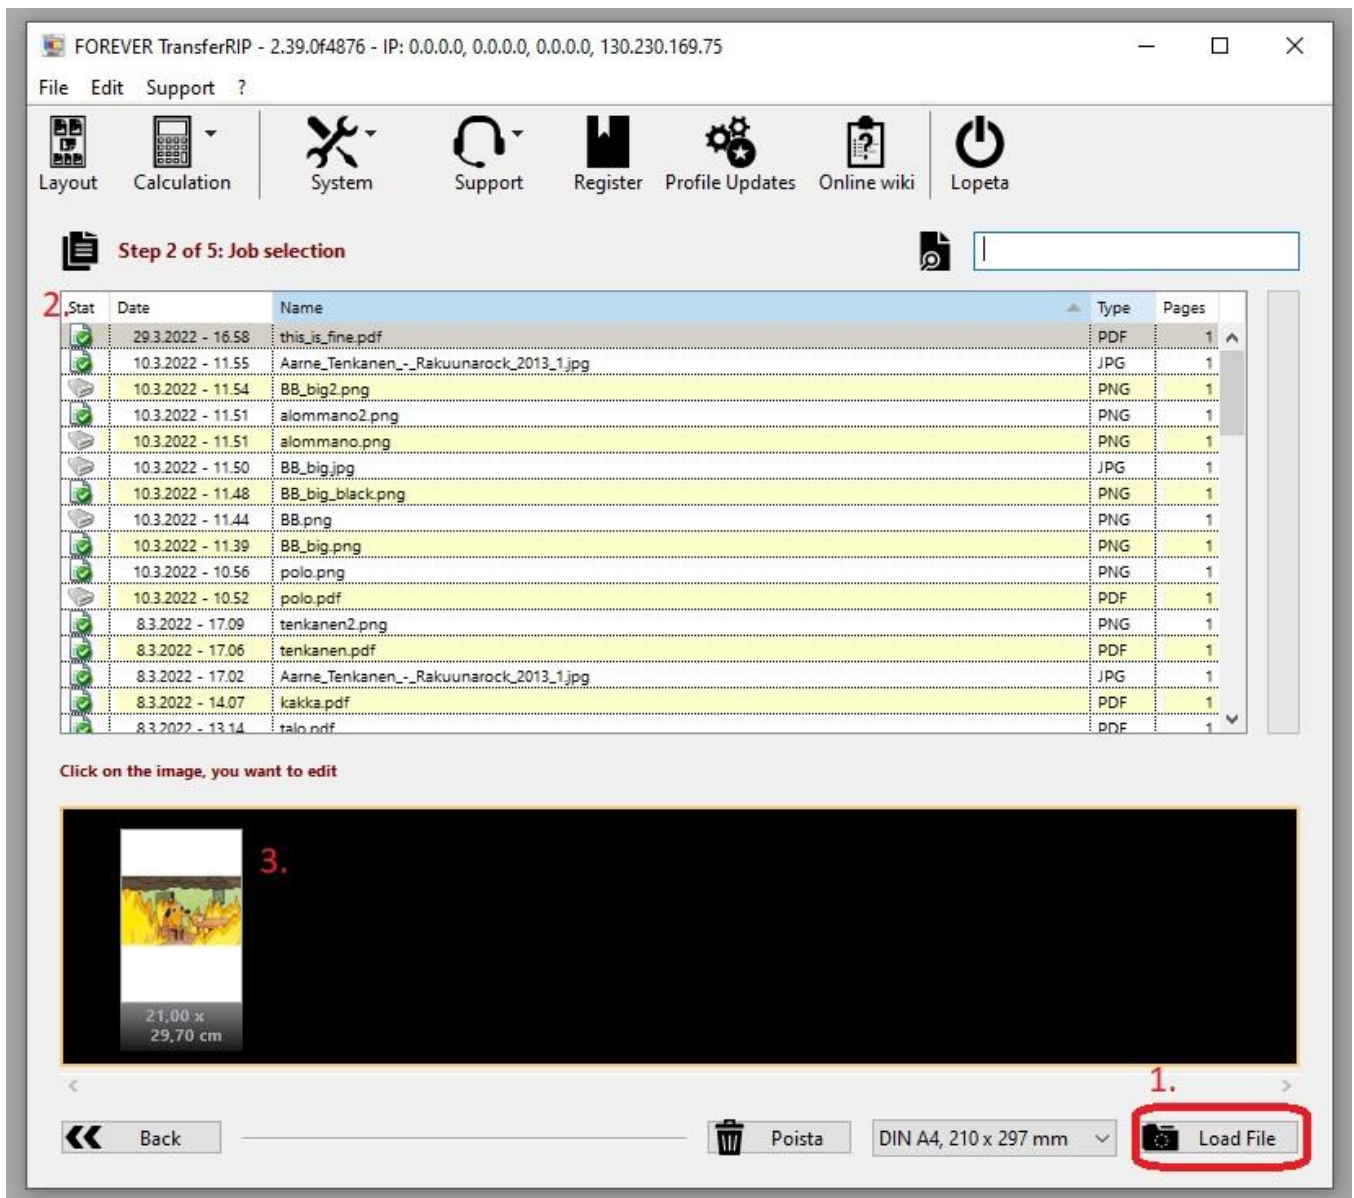 FOREVER TransferRIP - 2.39.0f4876 - IP: 0.0.0.0, 0.0.0.0, 0.0.0.0, 130.230.169.75
File Edit Support ?
Layout Calculation System Support Register Profile Updates Online wiki Lopeta
Step 2 of 5: Job selection
2. Stat Date Name Type Pages
29.3.2022 - 16.58 this_is_fine.pdf PDF 1
10.3.2022 - 11.55 Aarne_Tenkanen_-_Rakuunarock_2013_1.jpg JPG 1
10.3.2022 - 11.54 BB_big2.png PNG 1
10.3.2022 - 11.51 alommano2.png PNG 1
10.3.2022 - 11.51 alommano.png PNG 1
10.3.2022 - 11.50 BB_big.jpg JPG 1
10.3.2022 - 11.48 BB_big_black.png PNG 1
10.3.2022 - 11.44 BB.png PNG 1
10.3.2022 - 11.39 BB_big.png PNG 1
10.3.2022 - 10.56 polo.png PNG 1
10.3.2022 - 10.52 polo.pdf PDF 1
8.3.2022 - 17.09 tenkanen2.png PNG 1
8.3.2022 - 17.06 tenkanen.pdf PDF 1
8.3.2022 - 17.02 Aarne_Tenkanen_-_Rakuunarock_2013_1.jpg JPG 1
8.3.2022 - 14.07 kakka.pdf PDF 1
8.3.2022 - 13.14 talo.pdf PDF 1
Click on the image, you want to edit
3.
21,00 x
29,70 cm
1.
Back Poista DIN A4, 210 x 297 mm Load File